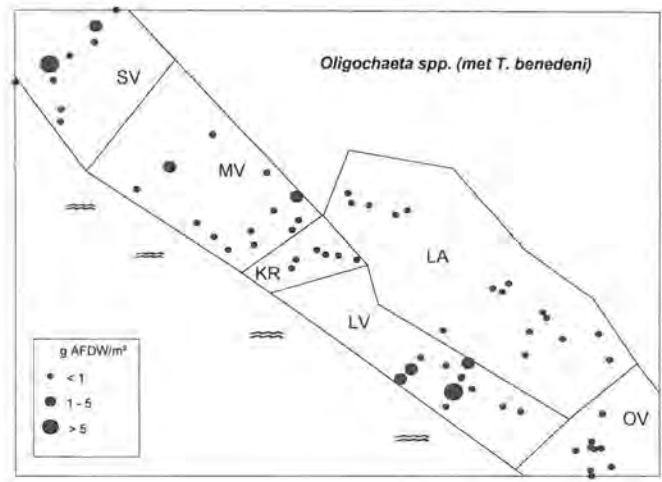 Oligochaeta spp. (met T. benedeni)
SV
MV
LA
KR
LV
OV
g AFDW/m²
< 1
1 - 5
> 5